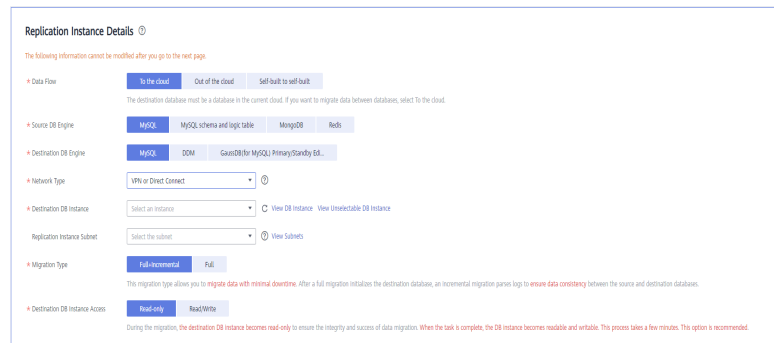 Replication Instance Details
The following information cannot be modified after you go to the next page.
* Data Flow To the cloud Out of the cloud Self-built to self-built
The destination database must be a database in the current cloud. If you want to migrate data between databases, select To the cloud.
* Source DB Engine MySQL MySQL schema and logic table MongoDB Redis
* Destination DB Engine MySQL DDM GaussDB(for MySQL) Primary/Standby Edi...
* Network Type VPN or Direct Connect
* Destination DB Instance Select an instance View DB Instance View Unselectable DB Instance
Replication Instance Subnet Select the subnet View Subnets
* Migration Type Full+Incremental Full
This migration type allows you to migrate data with minimal downtime. After a full migration initializes the destination database, an incremental migration parses logs to ensure data consistency between the source and destination databases.
* Destination DB Instance Access Read-only Read/Write
During the migration, the destination DB instance becomes read-only to ensure the integrity and success of data migration. When the task is complete, the DB instance becomes readable and writable. This process takes a few minutes. This option is recommended.